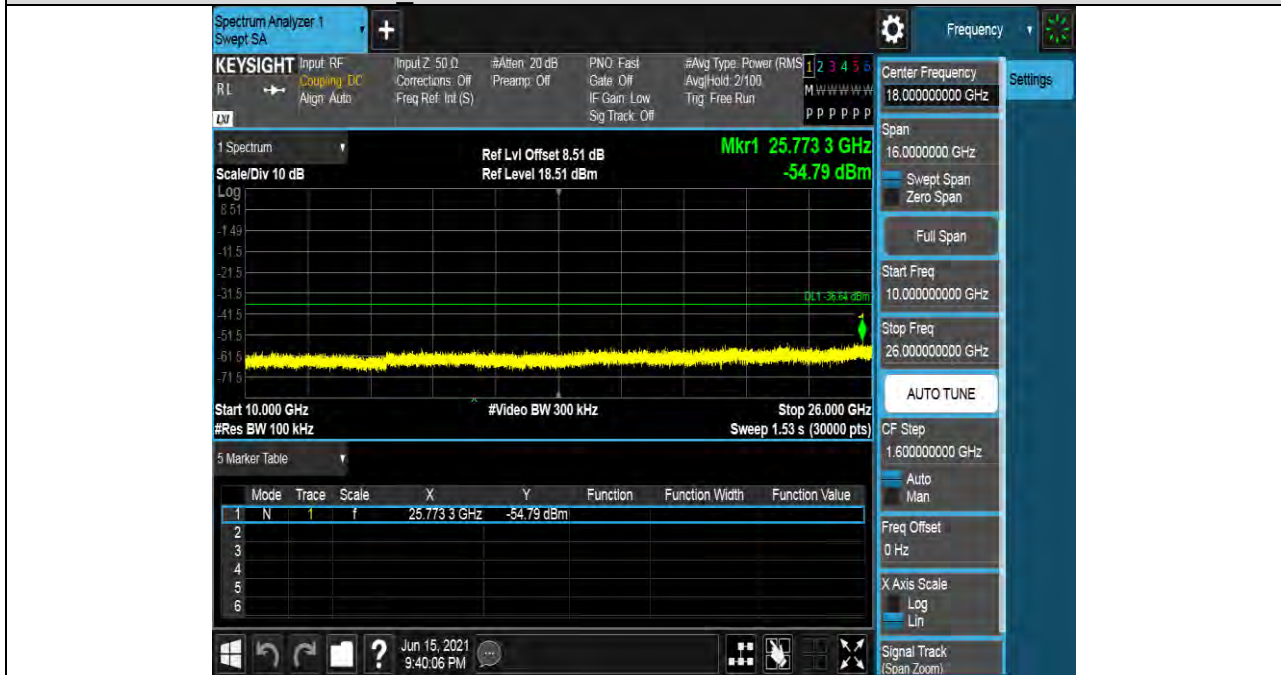 Spectrum Analyzer 1
Swept SA
+
Frequency
KEYSIGHT
RL
LXI
Input: RF
Coupling: DC
Align: Auto
Input Z: 50 Ω
Corrections: Off
Freq Ref: Int (S)
#Atten: 20 dB
Preamp: Off
PNO: Fast
Gate: Off
IF Gain: Low
Sig Track: Off
#Avg Type: Power (RMS
Avg|Hold: 2/100
Trig: Free Run
1 2 3 4 5 6
M W W W W W
P P P P P P
1 Spectrum
Scale/Div 10 dB
Ref Lvl Offset 8.51 dB
Ref Level 18.51 dBm
Mkr1 25.773 3 GHz
-54.79 dBm
Log
8.51
-1.49
-11.5
-21.5
-31.5
DL1 -36.64 dBm
-41.5
1
-51.5
-61.5
-71.5
Start 10.000 GHz
#Video BW 300 kHz
Stop 26.000 GHz
#Res BW 100 kHz
Sweep 1.53 s (30000 pts)
5 Marker Table
Mode Trace Scale X Y Function Function Width Function Value
1 N 1 f 25.773 3 GHz -54.79 dBm
2
3
4
5
6
?
Jun 15, 2021
9:40:06 PM
Center Frequency
18.000000000 GHz
Settings
Span
16.0000000 GHz
Swept Span
Zero Span
Full Span
Start Freq
10.000000000 GHz
Stop Freq
26.000000000 GHz
AUTO TUNE
CF Step
1.600000000 GHz
Auto
Man
Freq Offset
0 Hz
X Axis Scale
Log
Lin
Signal Track
(Span Zoom)